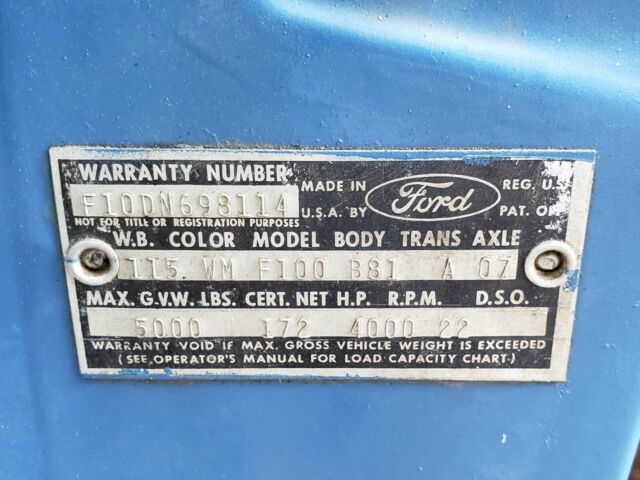 WARRANTY NUMBER
F10DN698114
MADE IN
U.S.A. BY
Ford
REG. U.S.
PAT. OF
NOT FOR TITLE OR REGISTRATION PURPOSES
W.B. COLOR MODEL BODY TRANS AXLE
115 WM F100 B81 A 07
MAX. G.V.W. LBS. CERT. NET H.P. R.P.M. D.S.O.
5000 172 4000 22
WARRANTY VOID IF MAX. GROSS VEHICLE WEIGHT IS EXCEEDED
(SEE OPERATOR'S MANUAL FOR LOAD CAPACITY CHART.)